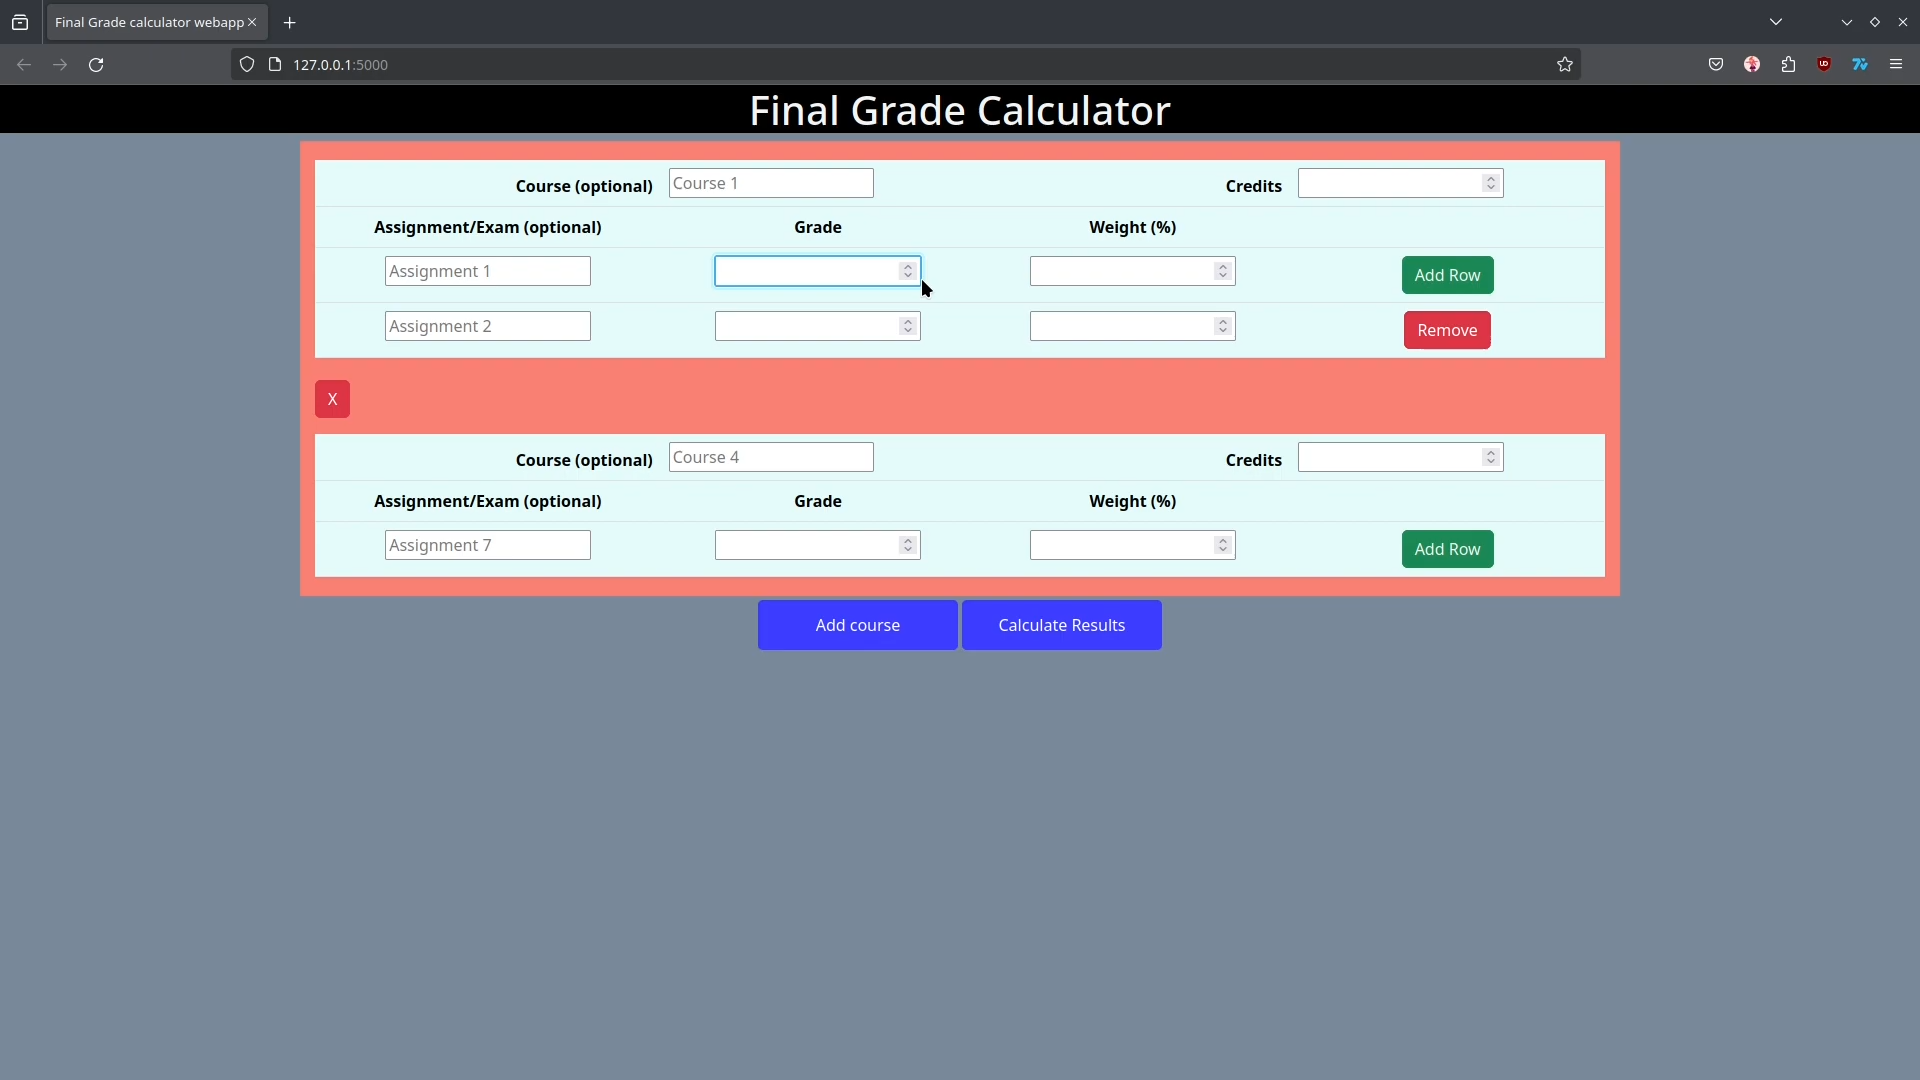 Final Grade calculator webapp
127.0.0.1:5000
Final Grade Calculator
Course (optional) Course 1 Credits
Assignment/Exam (optional) Grade Weight (%)
Assignment 1 Add Row
Assignment 2 Remove
X
Course (optional) Course 4 Credits
Assignment/Exam (optional) Grade Weight (%)
Assignment 7 Add Row
Add course Calculate Results